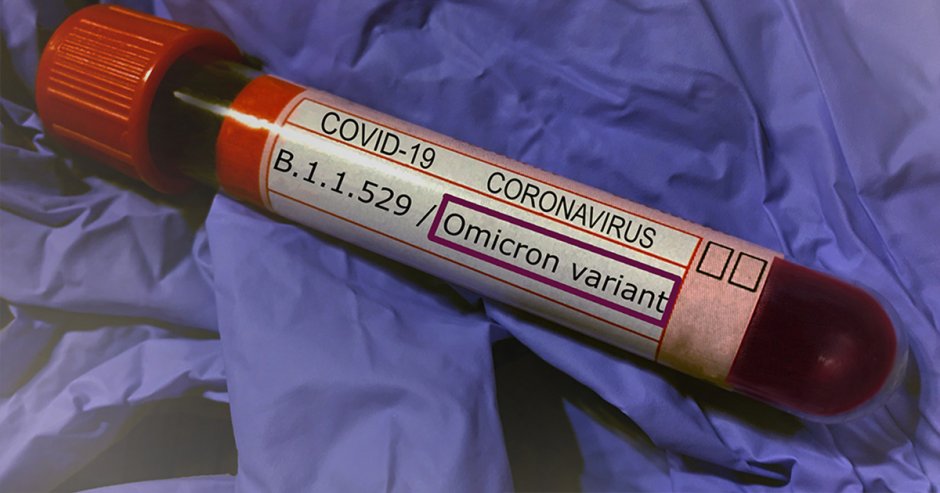 COVID-19 CORONAVIRUS
B.1.1.529 / Omicron variant